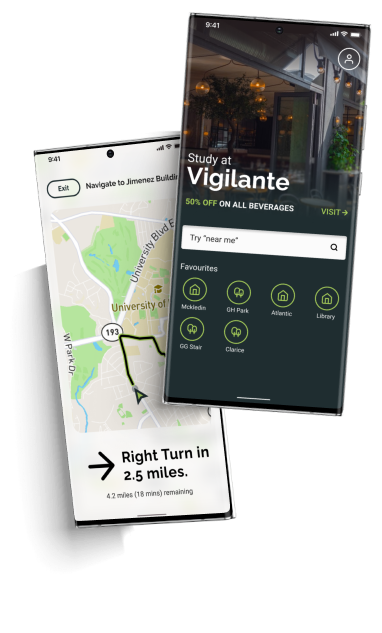 9:41
Study at
Vigilante
50% OFF ON ALL BEVERAGES
VISIT
Try "near me"
Favourites
Mckledin
GH Park
Atlantic
Library
GG Stair
Clarice
9:41
Exit
Navigate to Jimenez Buildin
University Blvd E
University of
193
W Park Dr
Right Turn in
2.5 miles.
4.2 miles (18 mins) remaining